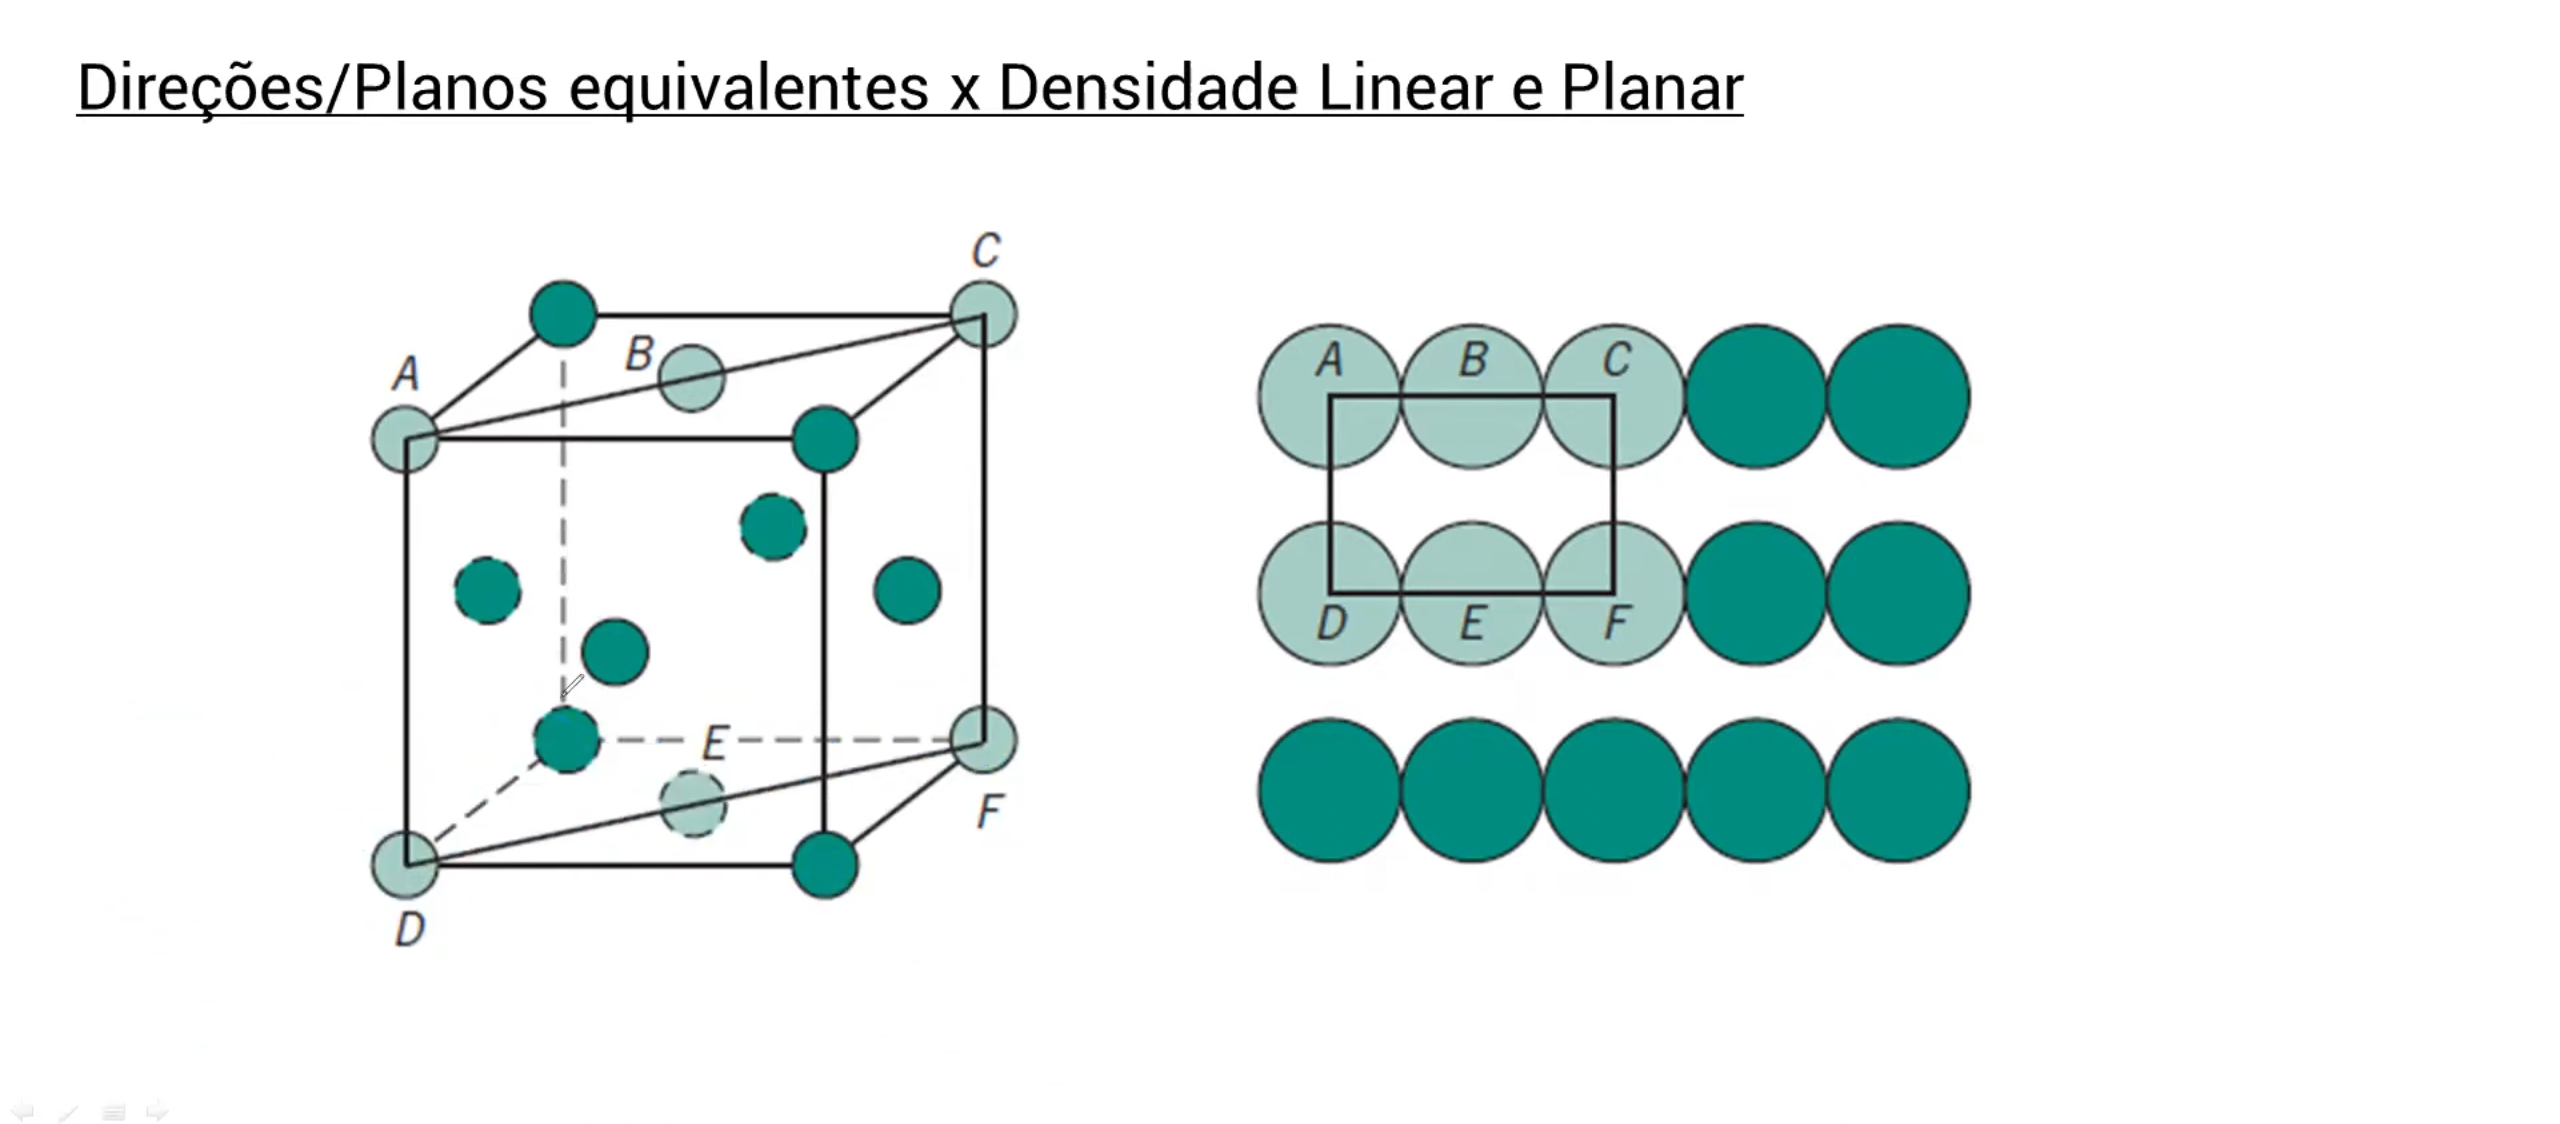 Direções/Planos equivalentes x Densidade Linear e Planar
C
B
A
E
F
D
A B C
D E F